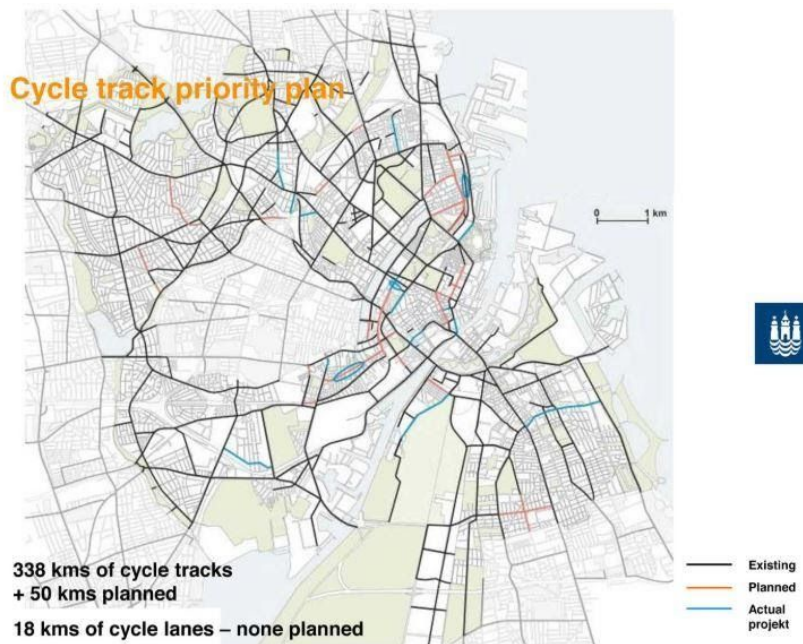 Cycle track priority plan
0 1 km
338 kms of cycle tracks
+ 50 kms planned
18 kms of cycle lanes – none planned
Existing
Planned
Actual
projekt